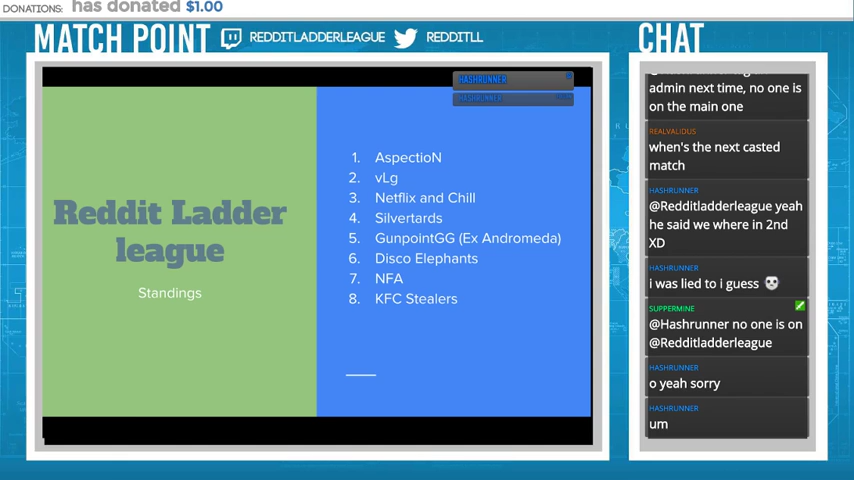 DONATIONS: has donated $1.00
MATCH POINT REDDITLADDERLEAGUE REDDITLL
CHAT
HASHRUNNER
HASHRUNNER
Reddit Ladder
league
Standings
1. AspectioN
2. vLg
3. Netflix and Chill
4. Silvertards
5. GunpointGG (Ex Andromeda)
6. Disco Elephants
7. NFA
8. KFC Stealers
admin next time, no one is
on the main one
REALVALIDUS
when's the next casted
match
HASHRUNNER
@Redditladderleague yeah
he said we where in 2nd
XD
HASHRUNNER
i was lied to i guess
SUPPERMINE
@Hashrunner no one is on
@Redditladderleague
HASHRUNNER
o yeah sorry
HASHRUNNER
um